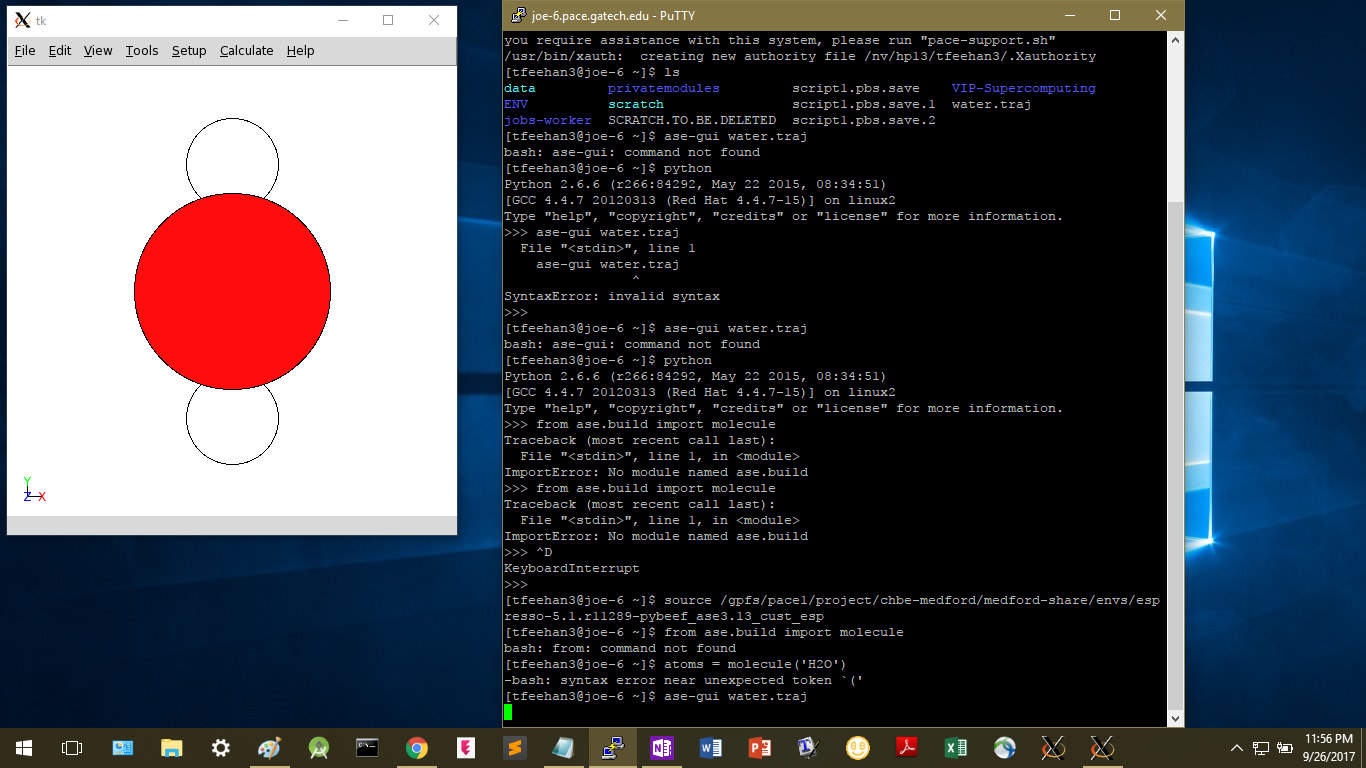 tk
File Edit View Tools Setup Calculate Help
Y
Z X
joe-6.pace.gatech.edu - PuTTY
you require assistance with this system, please run "pace-support.sh"
/usr/bin/xauth:  creating new authority file /nv/hp13/tfeehan3/.Xauthority
[tfeehan3@joe-6 ~]$ ls
data         privatemodules         script1.pbs.save    VIP-Supercomputing
ENV          scratch                script1.pbs.save.1  water.traj
jobs-worker  SCRATCH.TO.BE.DELETED  script1.pbs.save.2
[tfeehan3@joe-6 ~]$ ase-gui water.traj
bash: ase-gui: command not found
[tfeehan3@joe-6 ~]$ python
Python 2.6.6 (r266:84292, May 22 2015, 08:34:51)
[GCC 4.4.7 20120313 (Red Hat 4.4.7-15)] on linux2
Type "help", "copyright", "credits" or "license" for more information.
>>> ase-gui water.traj
  File "<stdin>", line 1
    ase-gui water.traj
                ^
SyntaxError: invalid syntax
>>>
[tfeehan3@joe-6 ~]$ ase-gui water.traj
bash: ase-gui: command not found
[tfeehan3@joe-6 ~]$ python
Python 2.6.6 (r266:84292, May 22 2015, 08:34:51)
[GCC 4.4.7 20120313 (Red Hat 4.4.7-15)] on linux2
Type "help", "copyright", "credits" or "license" for more information.
>>> from ase.build import molecule
Traceback (most recent call last):
  File "<stdin>", line 1, in <module>
ImportError: No module named ase.build
>>> from ase.build import molecule
Traceback (most recent call last):
  File "<stdin>", line 1, in <module>
ImportError: No module named ase.build
>>> ^D
KeyboardInterrupt
>>>
[tfeehan3@joe-6 ~]$ source /gpfs/pace1/project/chbe-medford/medford-share/envs/esp
resso-5.1.r11289-pybeef_ase3.13_cust_esp
[tfeehan3@joe-6 ~]$ from ase.build import molecule
bash: from: command not found
[tfeehan3@joe-6 ~]$ atoms = molecule('H2O')
-bash: syntax error near unexpected token `('
[tfeehan3@joe-6 ~]$ ase-gui water.traj
11:56 PM
9/26/2017